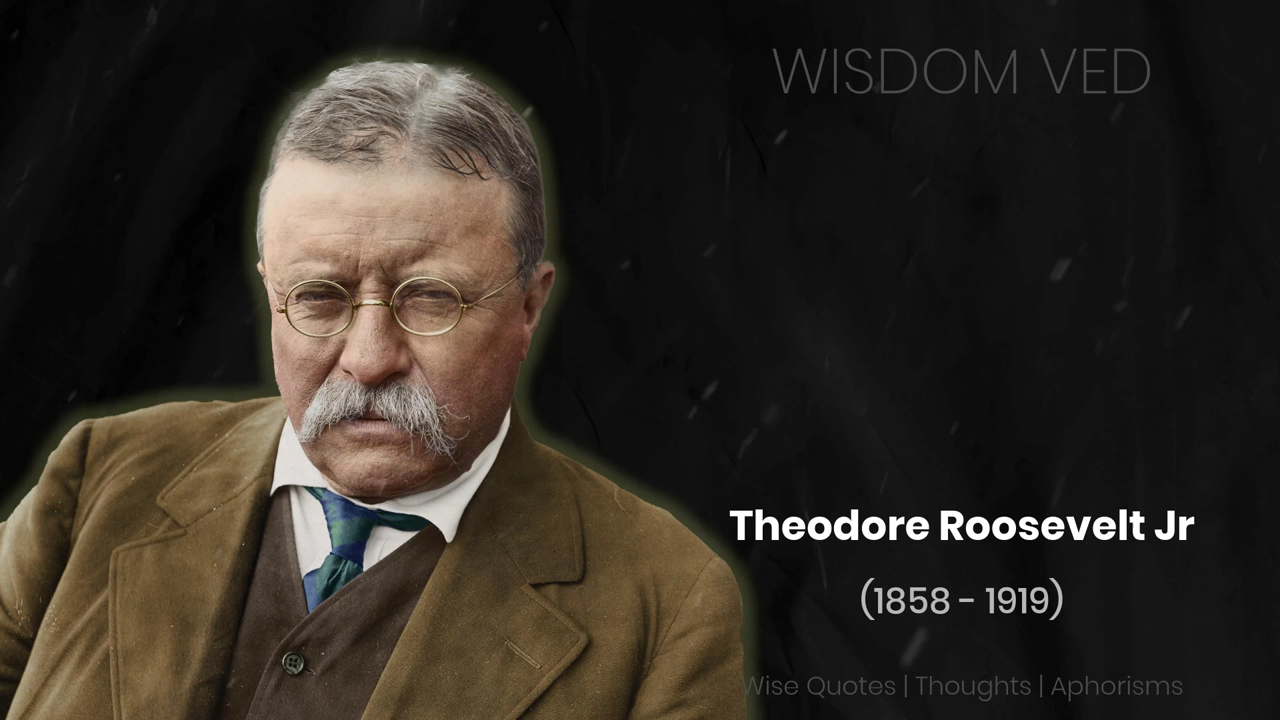 WISDOM VED
Theodore Roosevelt Jr
(1858 - 1919)
Wise Quotes | Thoughts | Aphorisms